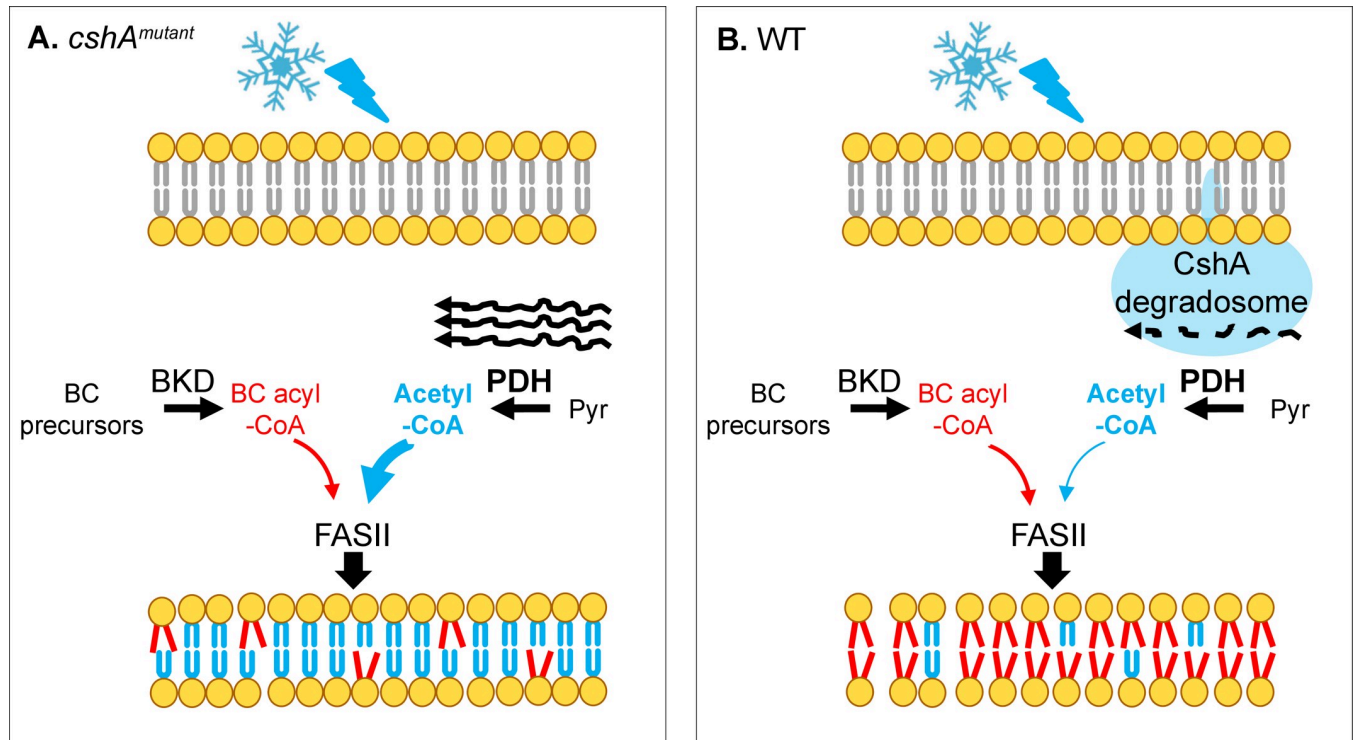 A. cshAmutant
BKD
BC
precursors
BC acyl
-CoA
Acetyl
-CoA
PDH
Pyr
FASII
B. WT
CshA
degradosome
BKD
BC
precursors
BC acyl
-CoA
Acetyl
-CoA
PDH
Pyr
FASII